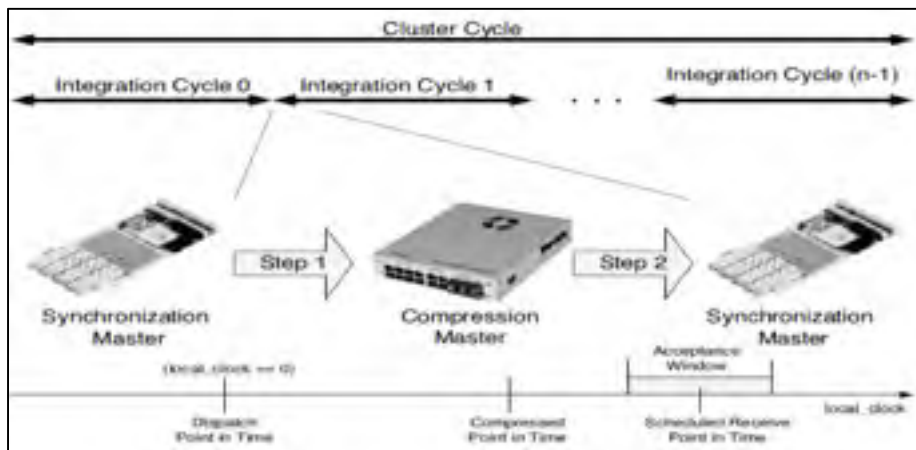 Cluster Cycle
Integration Cycle 0
Integration Cycle 1
. . .
Integration Cycle (n-1)
Step 1
Step 2
Synchronization
Master
Compression
Master
Synchronization
Master
(local_clock == 0)
Acceptance
Window
local_clock
Dispatch
Point in Time
Compressed
Point in Time
Scheduled Receive
Point in Time